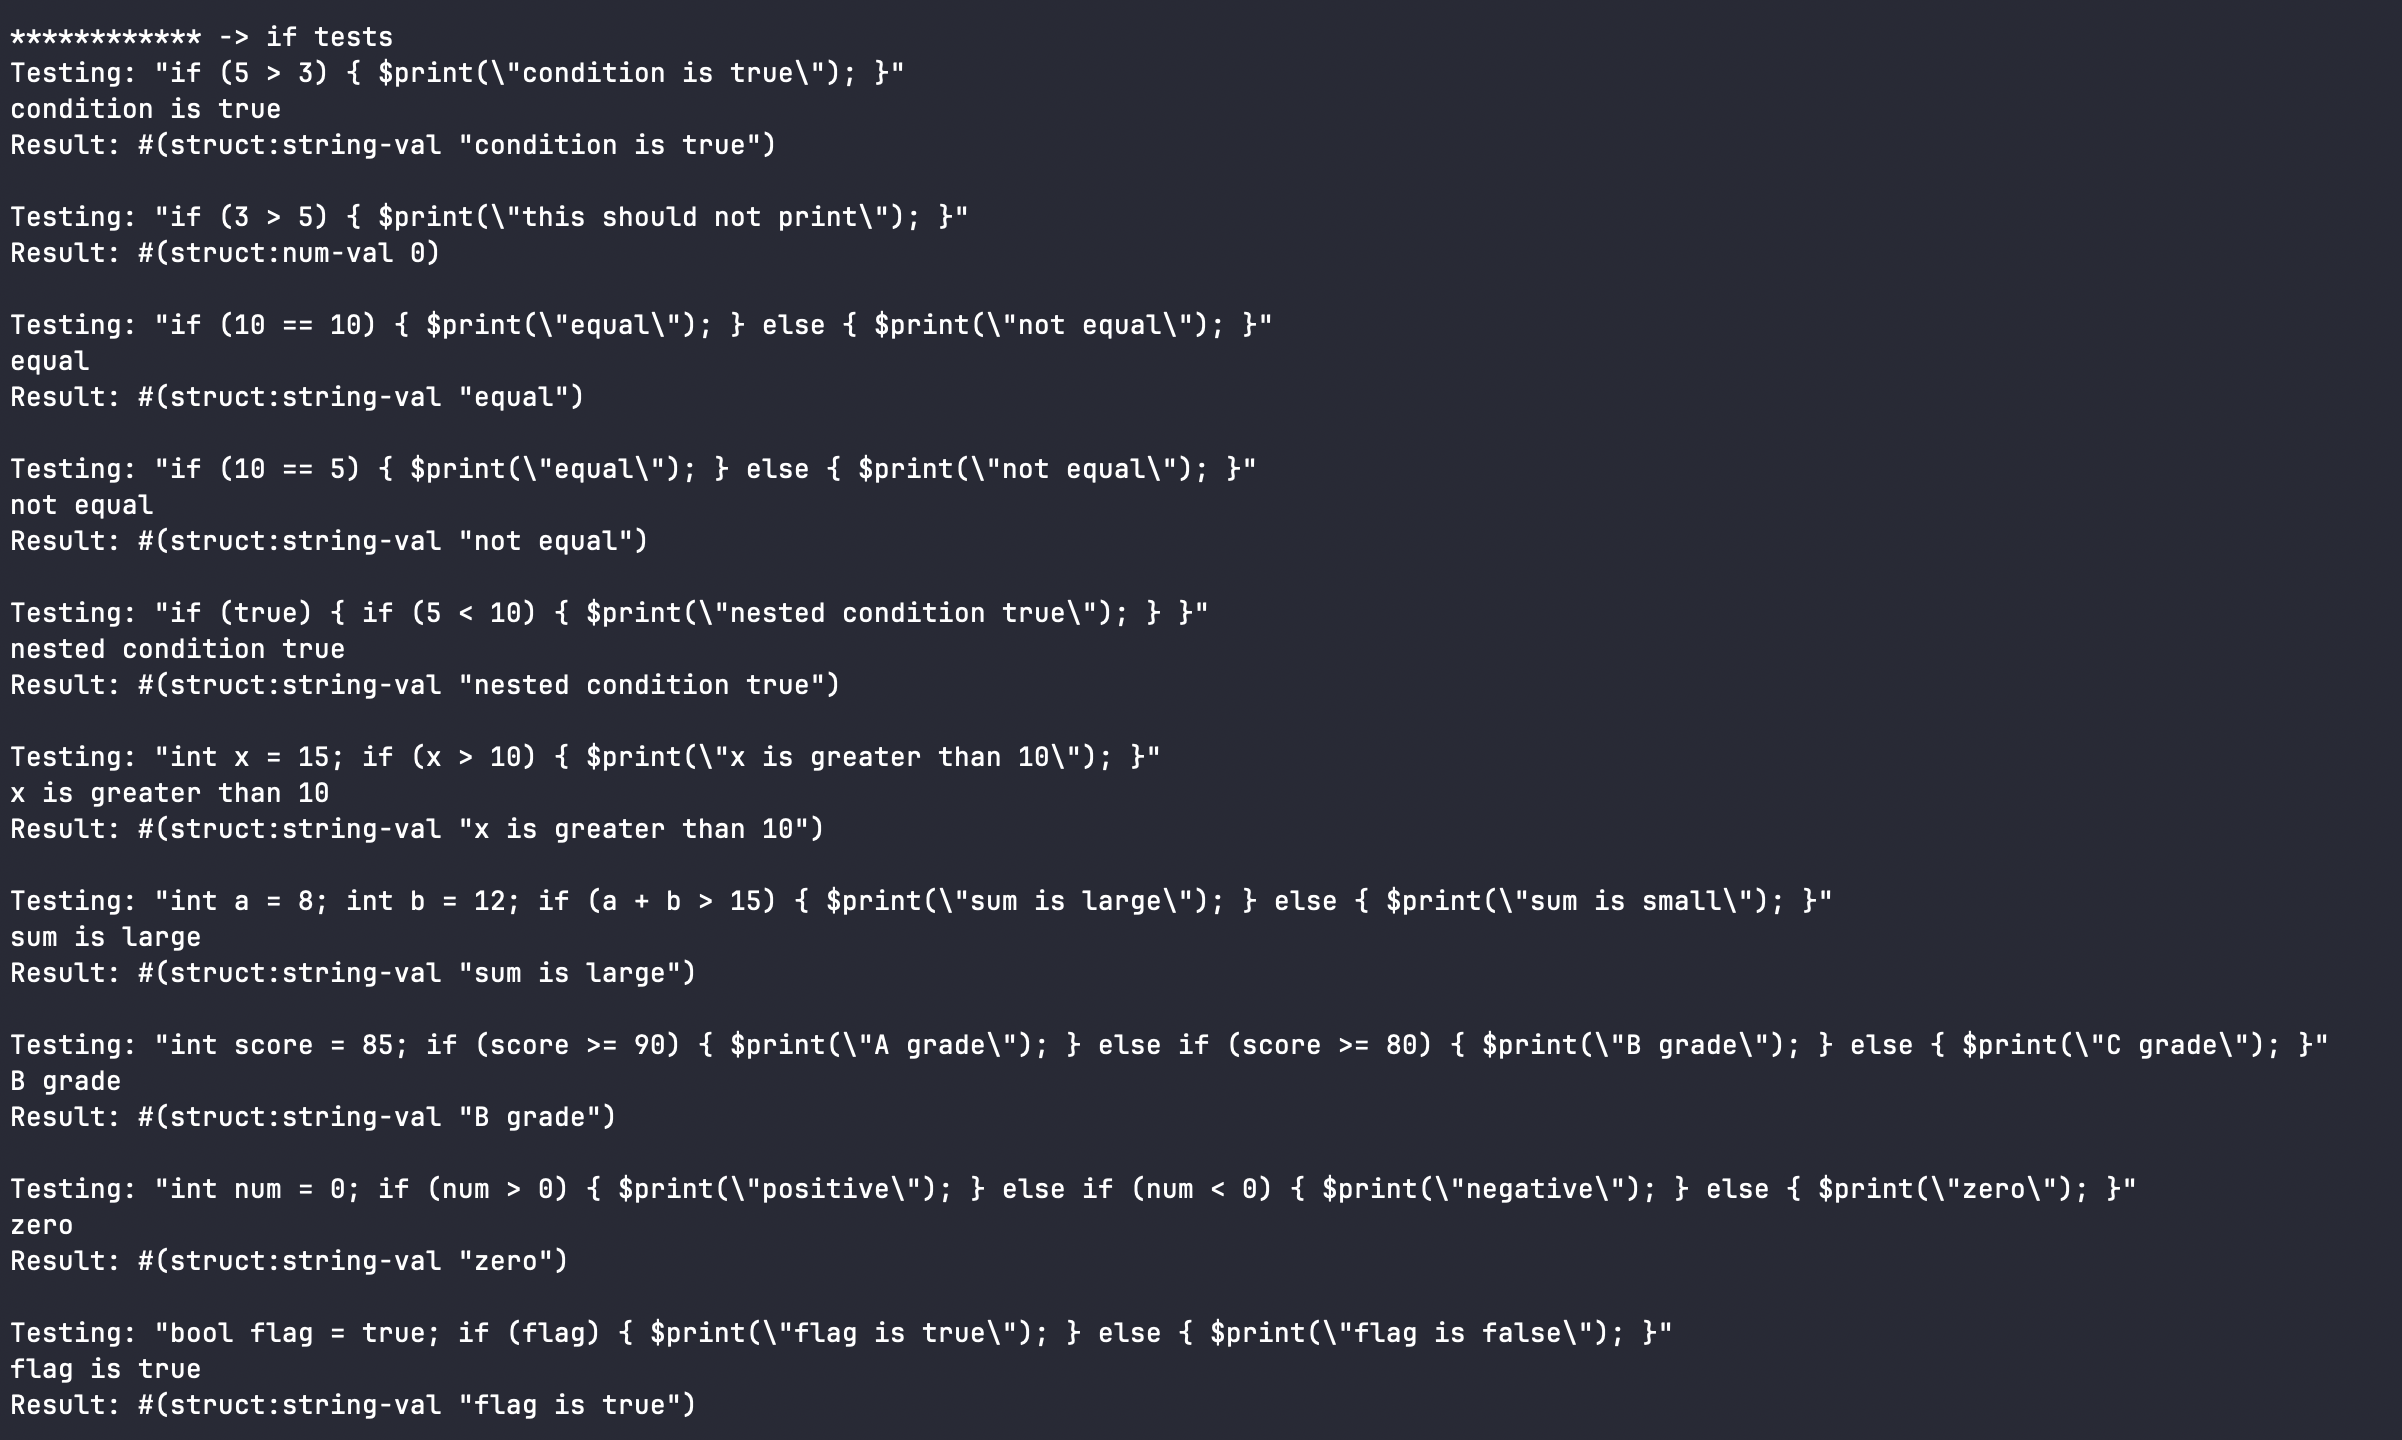 ************ -> if tests
Testing: "if (5 > 3) { $print(\"condition is true\"); }"
condition is true
Result: #(struct:string-val "condition is true")
Testing: "if (3 > 5) { $print(\"this should not print\"); }"
Result: #(struct:num-val 0)
Testing: "if (10 == 10) { $print(\"equal\"); } else { $print(\"not equal\"); }"
equal
Result: #(struct:string-val "equal")
Testing: "if (10 == 5) { $print(\"equal\"); } else { $print(\"not equal\"); }"
not equal
Result: #(struct:string-val "not equal")
Testing: "if (true) { if (5 < 10) { $print(\"nested condition true\"); } }"
nested condition true
Result: #(struct:string-val "nested condition true")
Testing: "int x = 15; if (x > 10) { $print(\"x is greater than 10\"); }"
x is greater than 10
Result: #(struct:string-val "x is greater than 10")
Testing: "int a = 8; int b = 12; if (a + b > 15) { $print(\"sum is large\"); } else { $print(\"sum is small\"); }"
sum is large
Result: #(struct:string-val "sum is large")
Testing: "int score = 85; if (score >= 90) { $print(\"A grade\"); } else if (score >= 80) { $print(\"B grade\"); } else { $print(\"C grade\"); }"
B grade
Result: #(struct:string-val "B grade")
Testing: "int num = 0; if (num > 0) { $print(\"positive\"); } else if (num < 0) { $print(\"negative\"); } else { $print(\"zero\"); }"
zero
Result: #(struct:string-val "zero")
Testing: "bool flag = true; if (flag) { $print(\"flag is true\"); } else { $print(\"flag is false\"); }"
flag is true
Result: #(struct:string-val "flag is true")